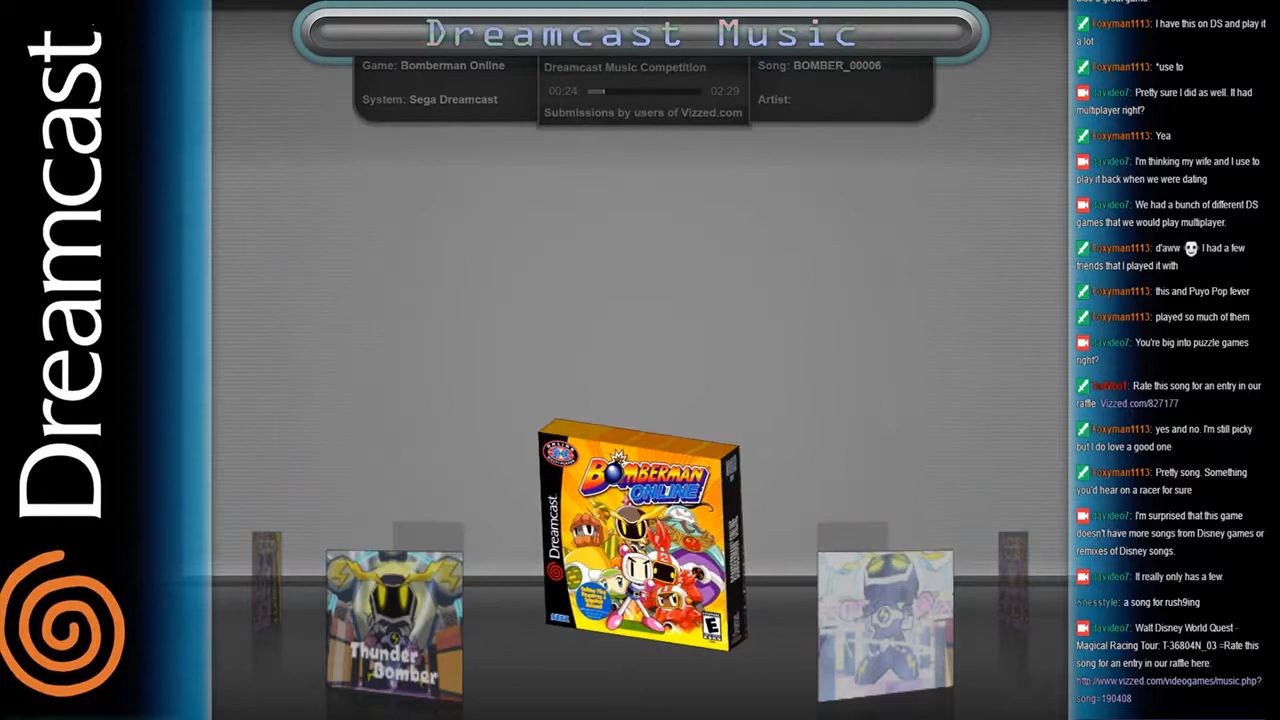 Dreamcast
Dreamcast Music
Game: Bomberman Online
System: Sega Dreamcast
Dreamcast Music Competition
00:24
02:29
Submissions by users of Vizzed.com
Song: BOMBER_00006
Artist:
BOMBERMAN
ONLINE
Dreamcast
SEGA
E
Thunder
Bomber
Foxyman1113: I have this on DS and play it
a lot
Foxyman1113: *use to
davideo7: Pretty sure I did as well. It had
multiplayer right?
Foxyman1113: Yea
davideo7: I'm thinking my wife and I use to
play it back when we were dating
davideo7: We had a bunch of different DS
games that we would play multiplayer.
Foxyman1113: d'aww I had a few
friends that I played it with
Foxyman1113: this and Puyo Pop fever
Foxyman1113: played so much of them
davideo7: You're big into puzzle games
right?
Rate this song for an entry in our
raffle: Vizzed.com/827177
Foxyman1113: yes and no. I'm still picky
but I do love a good one
Foxyman1113: Pretty song. Something
you'd hear on a racer for sure
davideo7: I'm surprised that this game
doesn't have more songs from Disney games or
remixes of Disney songs.
davideo7: It really only has a few.
Snesstyle: a song for rush9ing
davideo7: Walt Disney World Quest -
Magical Racing Tour: T-36804N_03 =Rate this
song for an entry in our raffle here:
http://www.vizzed.com/videogames/music.php?
song=190408